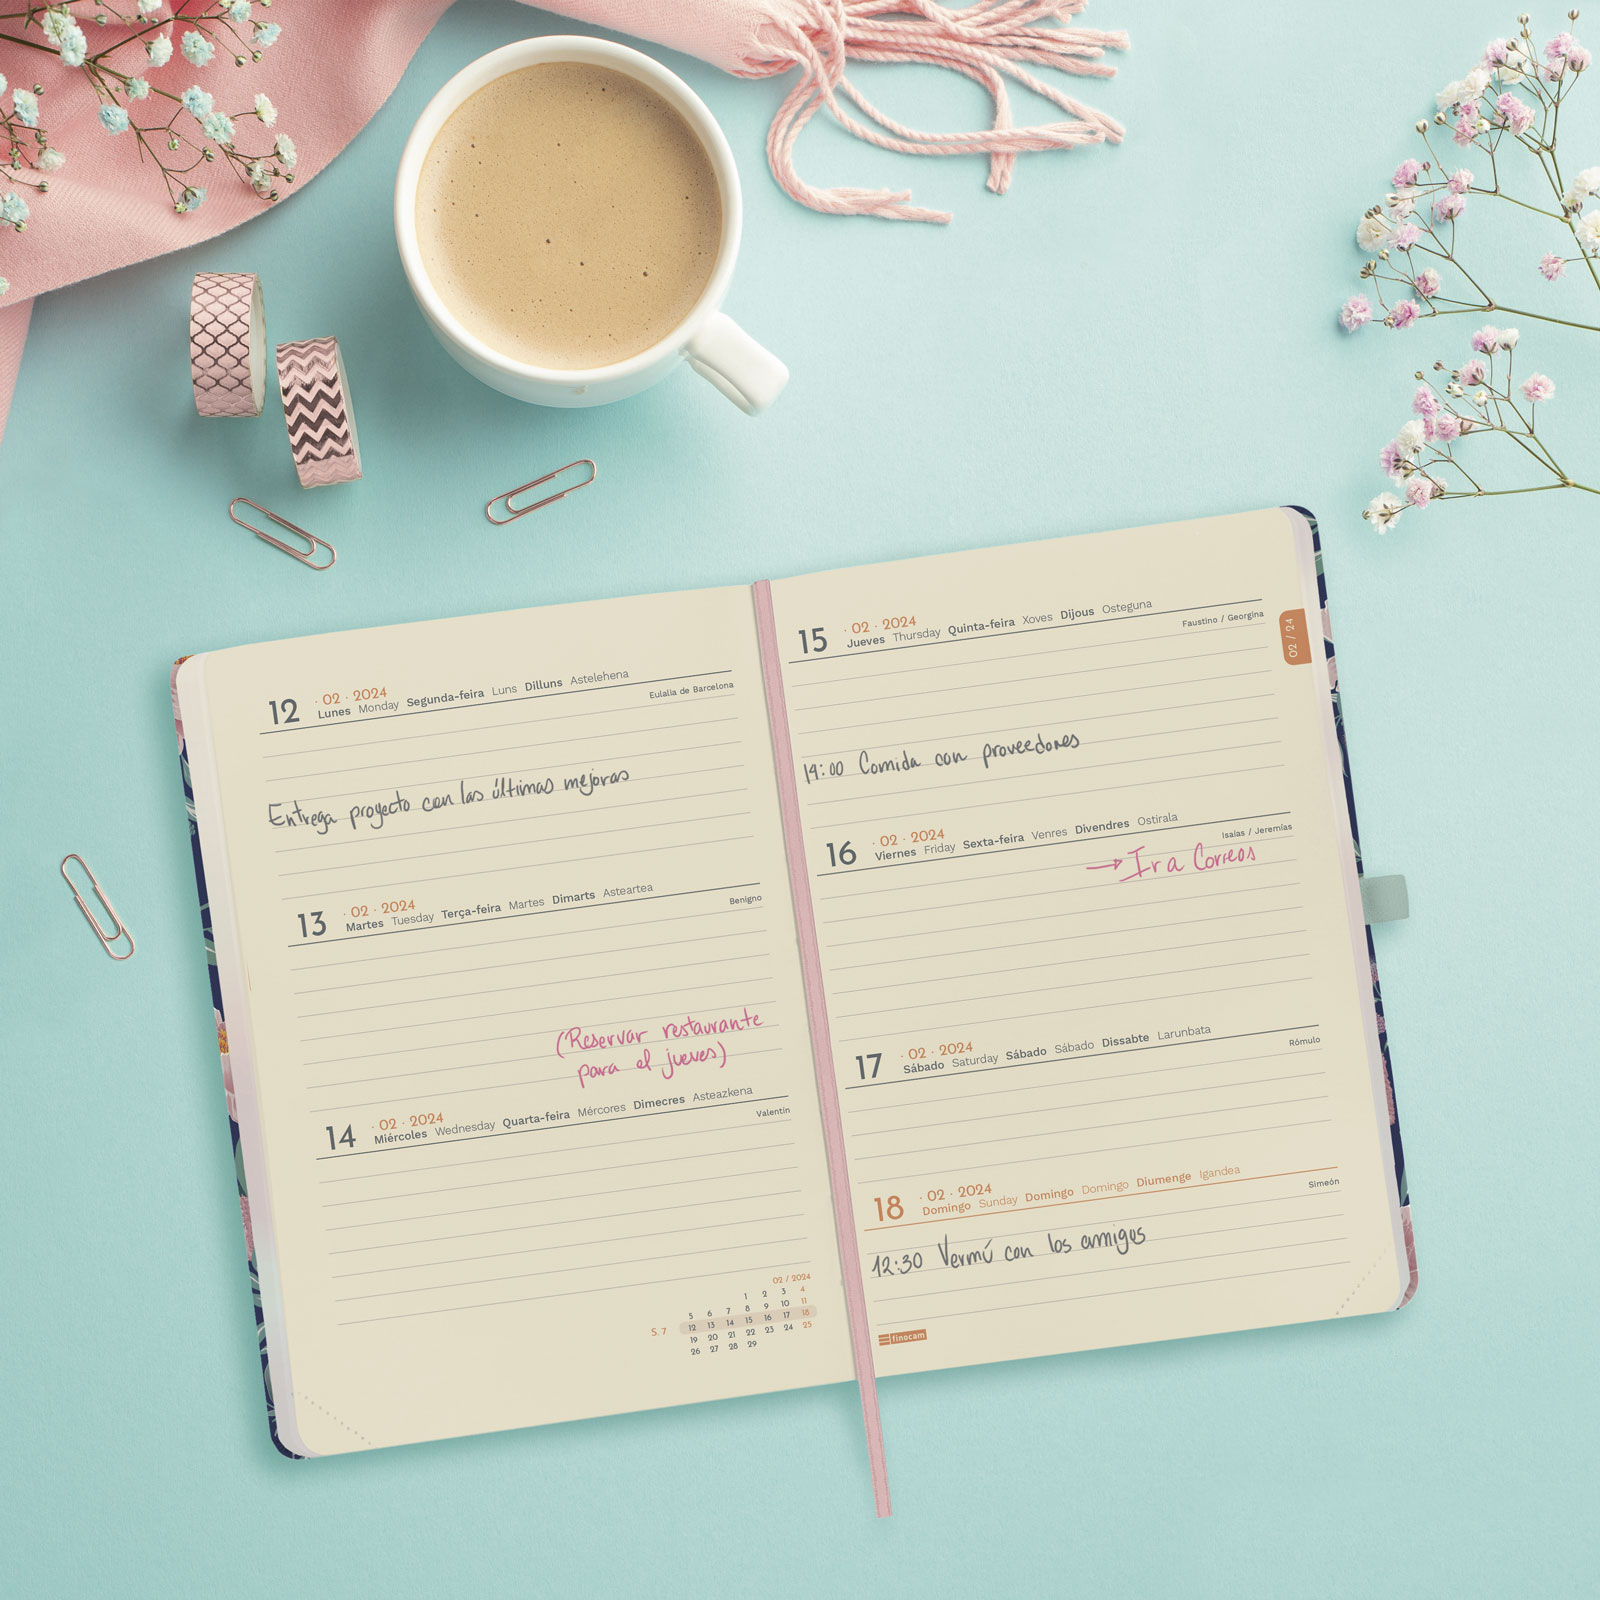 12 · 02 · 2024
Lunes Monday Segunda-feira Luns Dilluns Astelehena
Eulalia de Barcelona
Entrega proyecto con las últimas mejoras
13 · 02 · 2024
Martes Tuesday Terça-feira Martes Dimarts Asteartea
Benigno
(Reservar restaurante
para el jueves)
14 · 02 · 2024
Miércoles Wednesday Quarta-feira Mércores Dimecres Asteazkena
Valentín
02 / 2024
1 2 3 4
5 6 7 8 9 10 11
S. 7 12 13 14 15 16 17 18
19 20 21 22 23 24 25
26 27 28 29
15 · 02 · 2024
Jueves Thursday Quinta-feira Xoves Dijous Osteguna
Faustino / Georgina
02 / 24
14:00 Comida con proveedores
16 · 02 · 2024
Viernes Friday Sexta-feira Venres Divendres Ostirala
Isaías / Jeremías
→ Ir a Correos
17 · 02 · 2024
Sábado Saturday Sábado Sábado Dissabte Larunbata
Rómulo
18 · 02 · 2024
Domingo Sunday Domingo Domingo Diumenge Igandea
Simeón
12:30 Vermú con los amigos
finocam